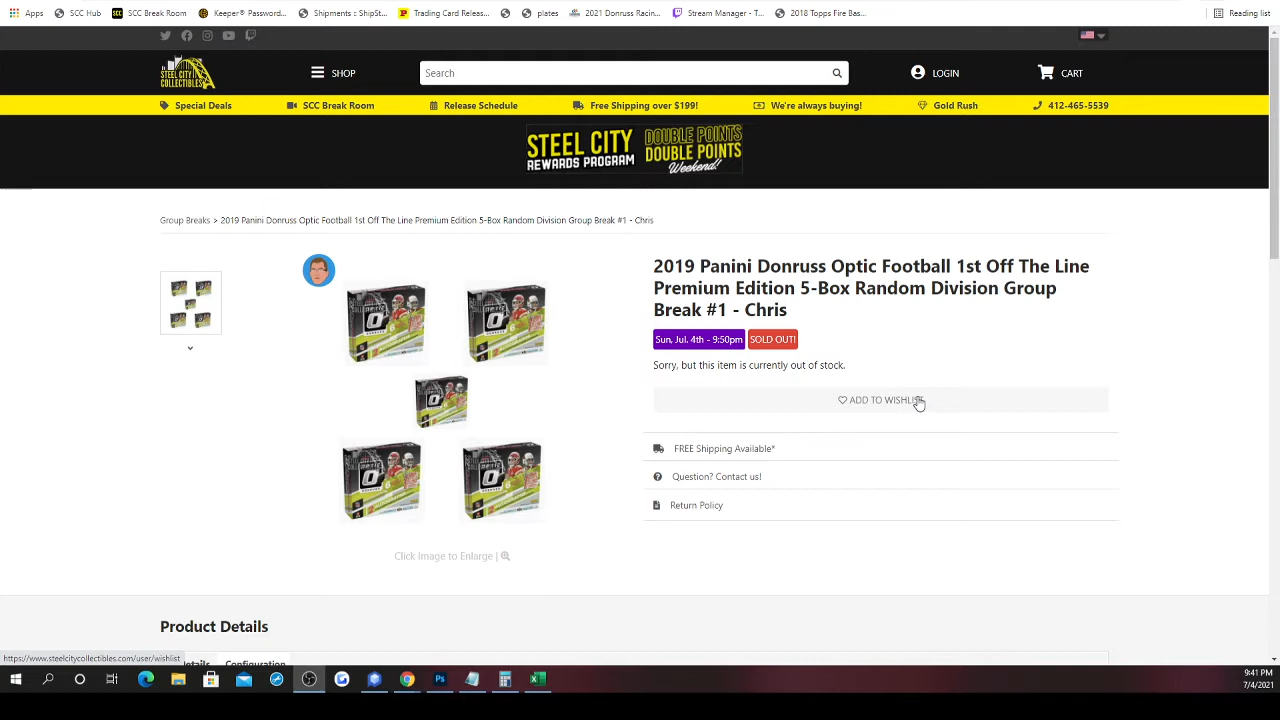 Apps
SCC Hub
SCC Break Room
Keeper® Password...
Shipments :: ShipSt...
Trading Card Releas...
plates
2021 Donruss Racin...
Stream Manager - T...
2018 Topps Fire Bas...
Reading list
STEEL CITY
COLLECTIBLES
SHOP
Search
LOGIN
CART
Special Deals
SCC Break Room
Release Schedule
Free Shipping over $199!
We're always buying!
Gold Rush
412-465-5539
STEEL CITY
REWARDS PROGRAM
DOUBLE POINTS
DOUBLE POINTS
Weekend!
Group Breaks > 2019 Panini Donruss Optic Football 1st Off The Line Premium Edition 5-Box Random Division Group Break #1 - Chris
2019 Panini Donruss Optic Football 1st Off The Line
Premium Edition 5-Box Random Division Group
Break #1 - Chris
Sun, Jul. 4th - 9:50pm
SOLD OUT!
Sorry, but this item is currently out of stock.
ADD TO WISHLIST
FREE Shipping Available*
Question? Contact us!
Return Policy
Click Image to Enlarge |
Product Details
https://www.steelcitycollectibles.com/user/wishlist
Configuration
9:41 PM
7/4/2021